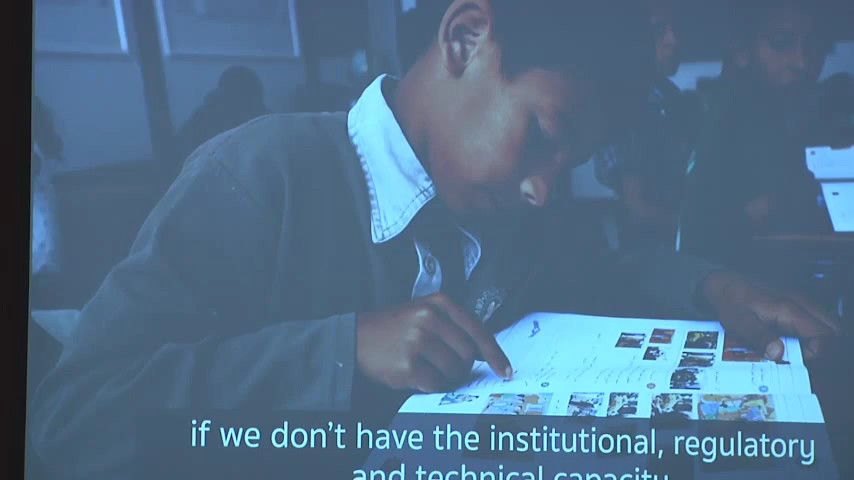 if we don't have the institutional, regulatory
and technical capacity